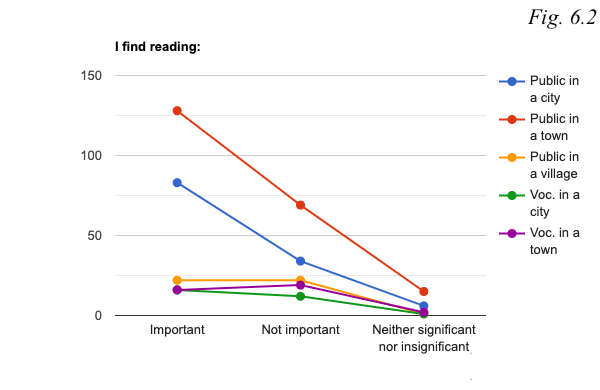 Fig. 6.2
I find reading:
150
100
50
0
Important
Not important
Neither significant
nor insignificant
Public in
a city
Public in
a town
Public in
a village
Voc. in a
city
Voc. in a
town